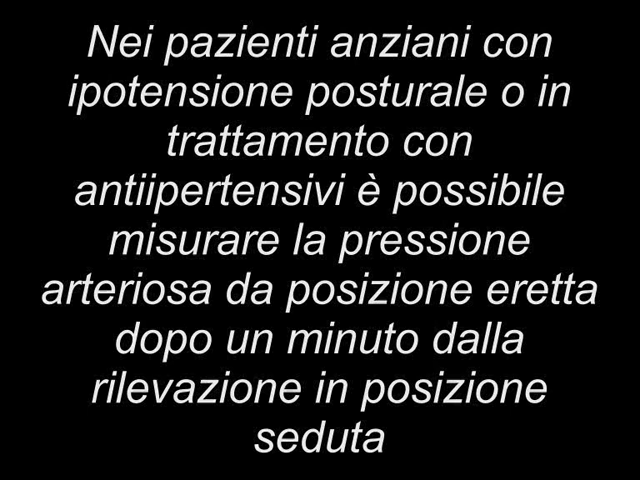 Nei pazienti anziani con
ipotensione posturale o in
trattamento con
antiipertensivi è possibile
misurare la pressione
arteriosa da posizione eretta
dopo un minuto dalla
rilevazione in posizione
seduta